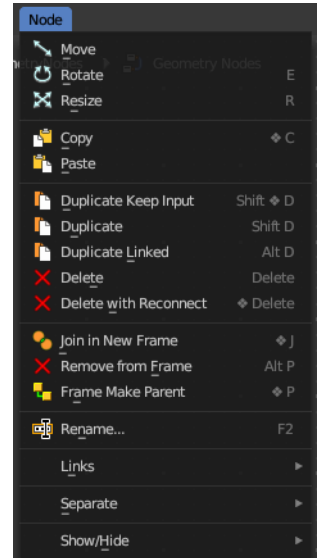 Node
Move
Geometry Nodes
Rotate E
Resize R
Copy ❖ C
Paste
Duplicate Keep Input Shift ❖ D
Duplicate Shift D
Duplicate Linked Alt D
Delete Delete
Delete with Reconnect ❖ Delete
Join in New Frame ❖ J
Remove from Frame Alt P
Frame Make Parent ❖ P
Rename... F2
Links
Separate
Show/Hide